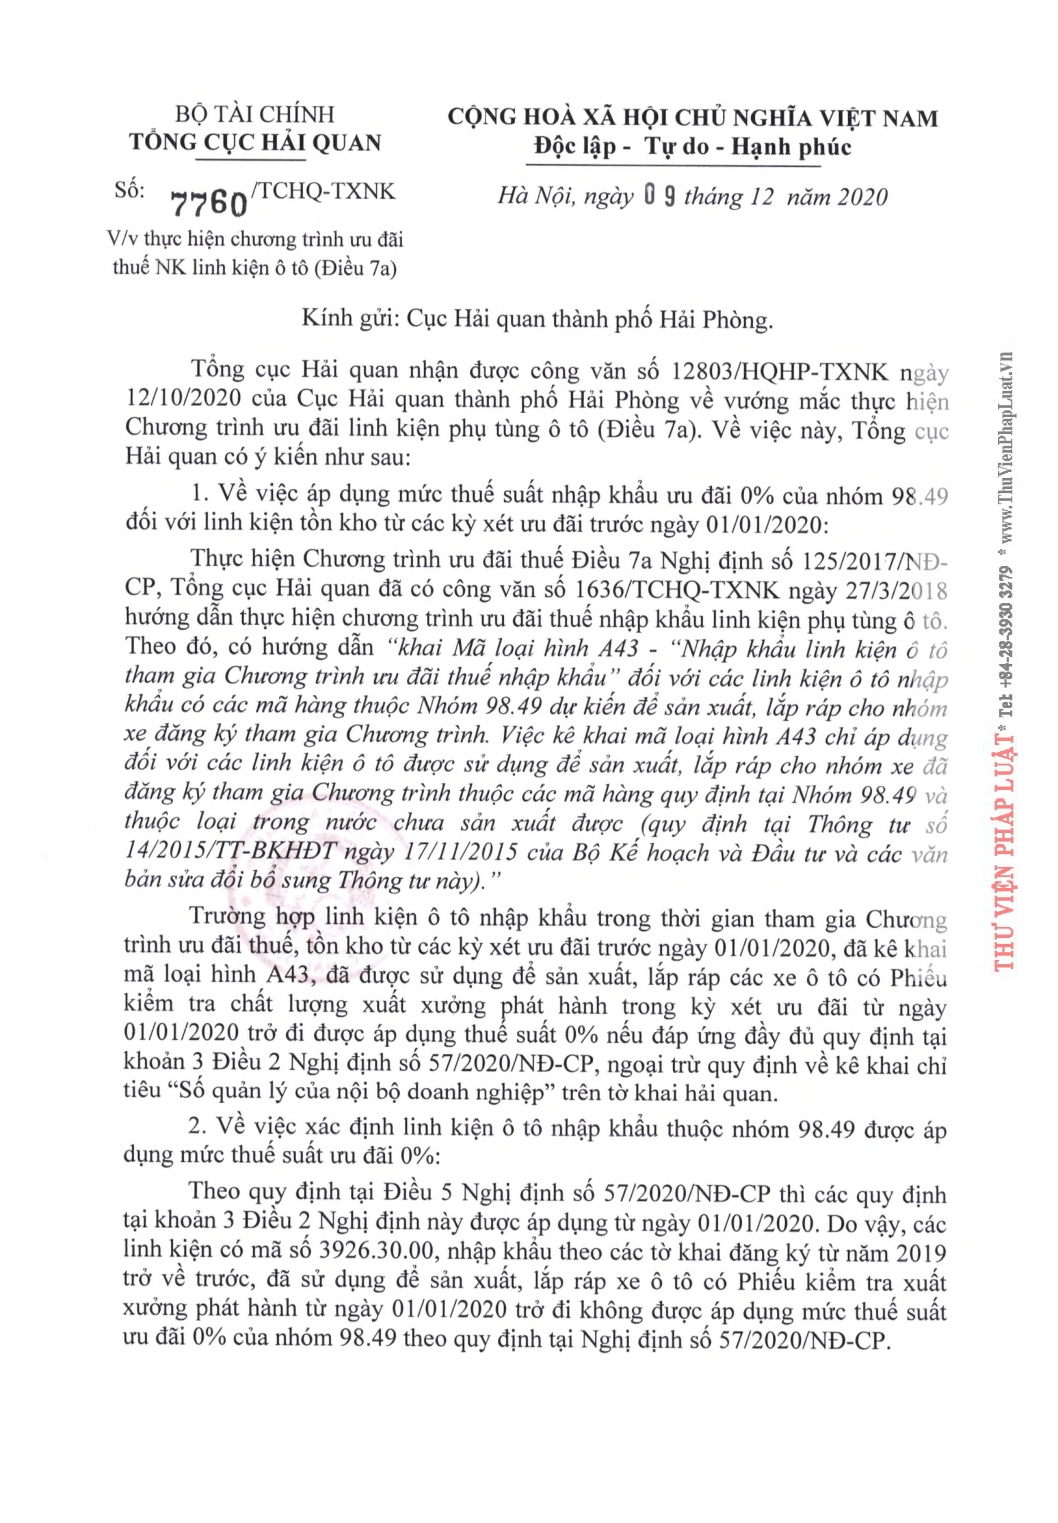 BỘ TÀI CHÍNH
TỔNG CỤC HẢI QUAN
CỘNG HOÀ XÃ HỘI CHỦ NGHĨA VIỆT NAM
Độc lập - Tự do - Hạnh phúc
Số: 7760/TCHQ-TXNK
Hà Nội, ngày 09 tháng 12 năm 2020
V/v thực hiện chương trình ưu đãi
thuế NK linh kiện ô tô (Điều 7a)
Kính gửi: Cục Hải quan thành phố Hải Phòng.
Tổng cục Hải quan nhận được công văn số 12803/HQHP-TXNK ngày
12/10/2020 của Cục Hải quan thành phố Hải Phòng về vướng mắc thực hiện
Chương trình ưu đãi linh kiện phụ tùng ô tô (Điều 7a). Về việc này, Tổng cục
Hải quan có ý kiến như sau:
1. Về việc áp dụng mức thuế suất nhập khẩu ưu đãi 0% của nhóm 98.49
đối với linh kiện tồn kho từ các kỳ xét ưu đãi trước ngày 01/01/2020:
Thực hiện Chương trình ưu đãi thuế Điều 7a Nghị định số 125/2017/NĐ-
CP, Tổng cục Hải quan đã có công văn số 1636/TCHQ-TXNK ngày 27/3/2018
hướng dẫn thực hiện chương trình ưu đãi thuế nhập khẩu linh kiện phụ tùng ô tô.
Theo đó, có hướng dẫn “khai Mã loại hình A43 - “Nhập khẩu linh kiện ô tô
tham gia Chương trình ưu đãi thuế nhập khẩu” đối với các linh kiện ô tô nhập
khẩu có các mã hàng thuộc Nhóm 98.49 dự kiến để sản xuất, lắp ráp cho nhóm
xe đăng ký tham gia Chương trình. Việc kê khai mã loại hình A43 chỉ áp dụng
đối với các linh kiện ô tô được sử dụng để sản xuất, lắp ráp cho nhóm xe đã
đăng ký tham gia Chương trình thuộc các mã hàng quy định tại Nhóm 98.49 và
thuộc loại trong nước chưa sản xuất được (quy định tại Thông tư số
14/2015/TT-BKHĐT ngày 17/11/2015 của Bộ Kế hoạch và Đầu tư và các văn
bản sửa đổi bổ sung Thông tư này).”
Trường hợp linh kiện ô tô nhập khẩu trong thời gian tham gia Chương
trình ưu đãi thuế, tồn kho từ các kỳ xét ưu đãi trước ngày 01/01/2020, đã kê khai
mã loại hình A43, đã được sử dụng để sản xuất, lắp ráp các xe ô tô có Phiếu
kiểm tra chất lượng xuất xưởng phát hành trong kỳ xét ưu đãi từ ngày
01/01/2020 trở đi được áp dụng thuế suất 0% nếu đáp ứng đầy đủ quy định tại
khoản 3 Điều 2 Nghị định số 57/2020/NĐ-CP, ngoại trừ quy định về kê khai chỉ
tiêu “Số quản lý của nội bộ doanh nghiệp” trên tờ khai hải quan.
2. Về việc xác định linh kiện ô tô nhập khẩu thuộc nhóm 98.49 được áp
dụng mức thuế suất ưu đãi 0%:
Theo quy định tại Điều 5 Nghị định số 57/2020/NĐ-CP thì các quy định
tại khoản 3 Điều 2 Nghị định này được áp dụng từ ngày 01/01/2020. Do vậy, các
linh kiện có mã số 3926.30.00, nhập khẩu theo các tờ khai đăng ký từ năm 2019
trở về trước, đã sử dụng để sản xuất, lắp ráp xe ô tô có Phiếu kiểm tra xuất
xưởng phát hành từ ngày 01/01/2020 trở đi không được áp dụng mức thuế suất
ưu đãi 0% của nhóm 98.49 theo quy định tại Nghị định số 57/2020/NĐ-CP.
THƯ VIỆN PHÁP LUẬT* Tel: +84-28-3930 3279 * www.ThuVienPhapLuat.vn